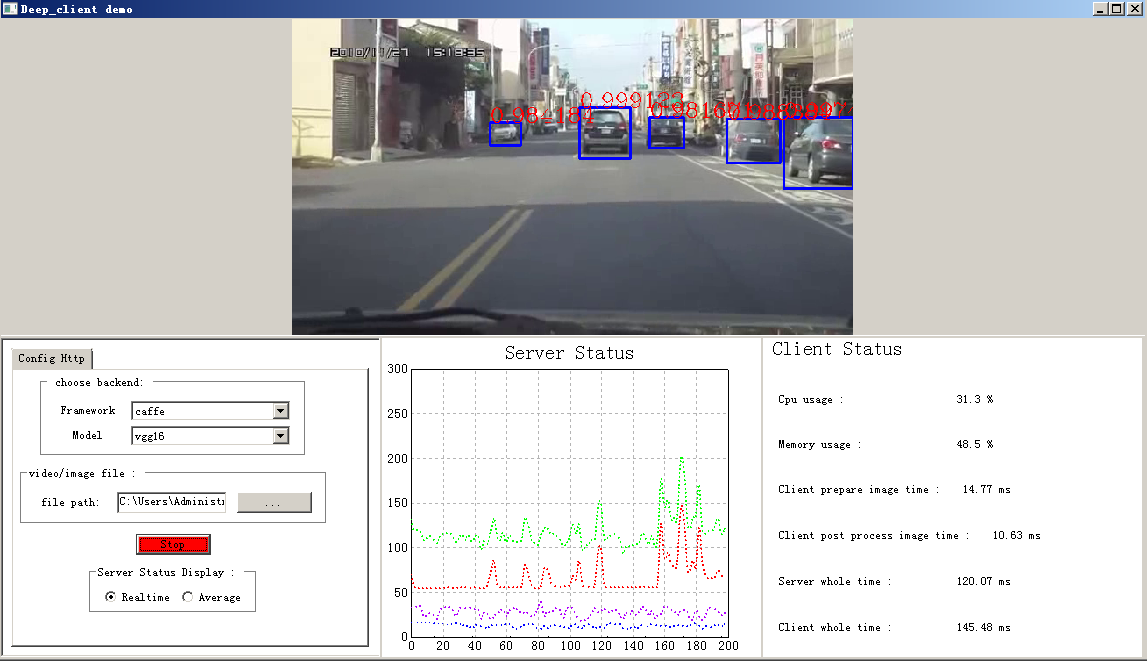 Deep_client demo
2010/11/27 15:18:35
0.984184
0.999122
Config Http
choose backend:
Framework caffe
Model vgg16
video/image file :
file path: C:\Users\Administr ...
Stop
Server Status Display :
Realtime Average
Server Status
300
250
200
150
100
50
0
0 20 40 60 80 100 120 140 160 180 200
Client Status
Cpu usage : 31.3 %
Memory usage : 48.5 %
Client prepare image time : 14.77 ms
Client post process image time : 10.63 ms
Server whole time : 120.07 ms
Client whole time : 145.48 ms